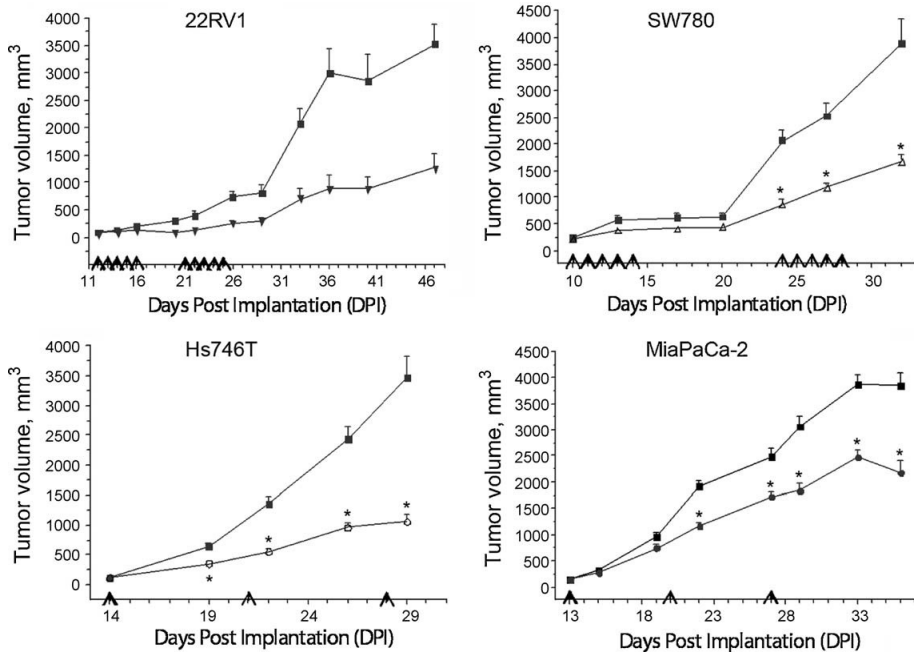 22RV1
Tumor volume, mm³
4000
3500
3000
2500
2000
1500
1000
500
0
11 16 21 26 31 36 41 46
Days Post Implantation (DPI)
SW780
Tumor volume, mm³
4500
4000
3500
3000
2500
2000
1500
1000
500
0
* * *
10 15 20 25 30
Days Post Implantation (DPI)
Hs746T
Tumor volume, mm³
4000
3500
3000
2500
2000
1500
1000
500
0
* * * *
14 19 24 29
Days Post Implantation (DPI)
MiaPaCa-2
Tumor volume, mm³
4500
4000
3500
3000
2500
2000
1500
1000
500
0
* * * * *
13 18 23 28 33
Days Post Implantation (DPI)